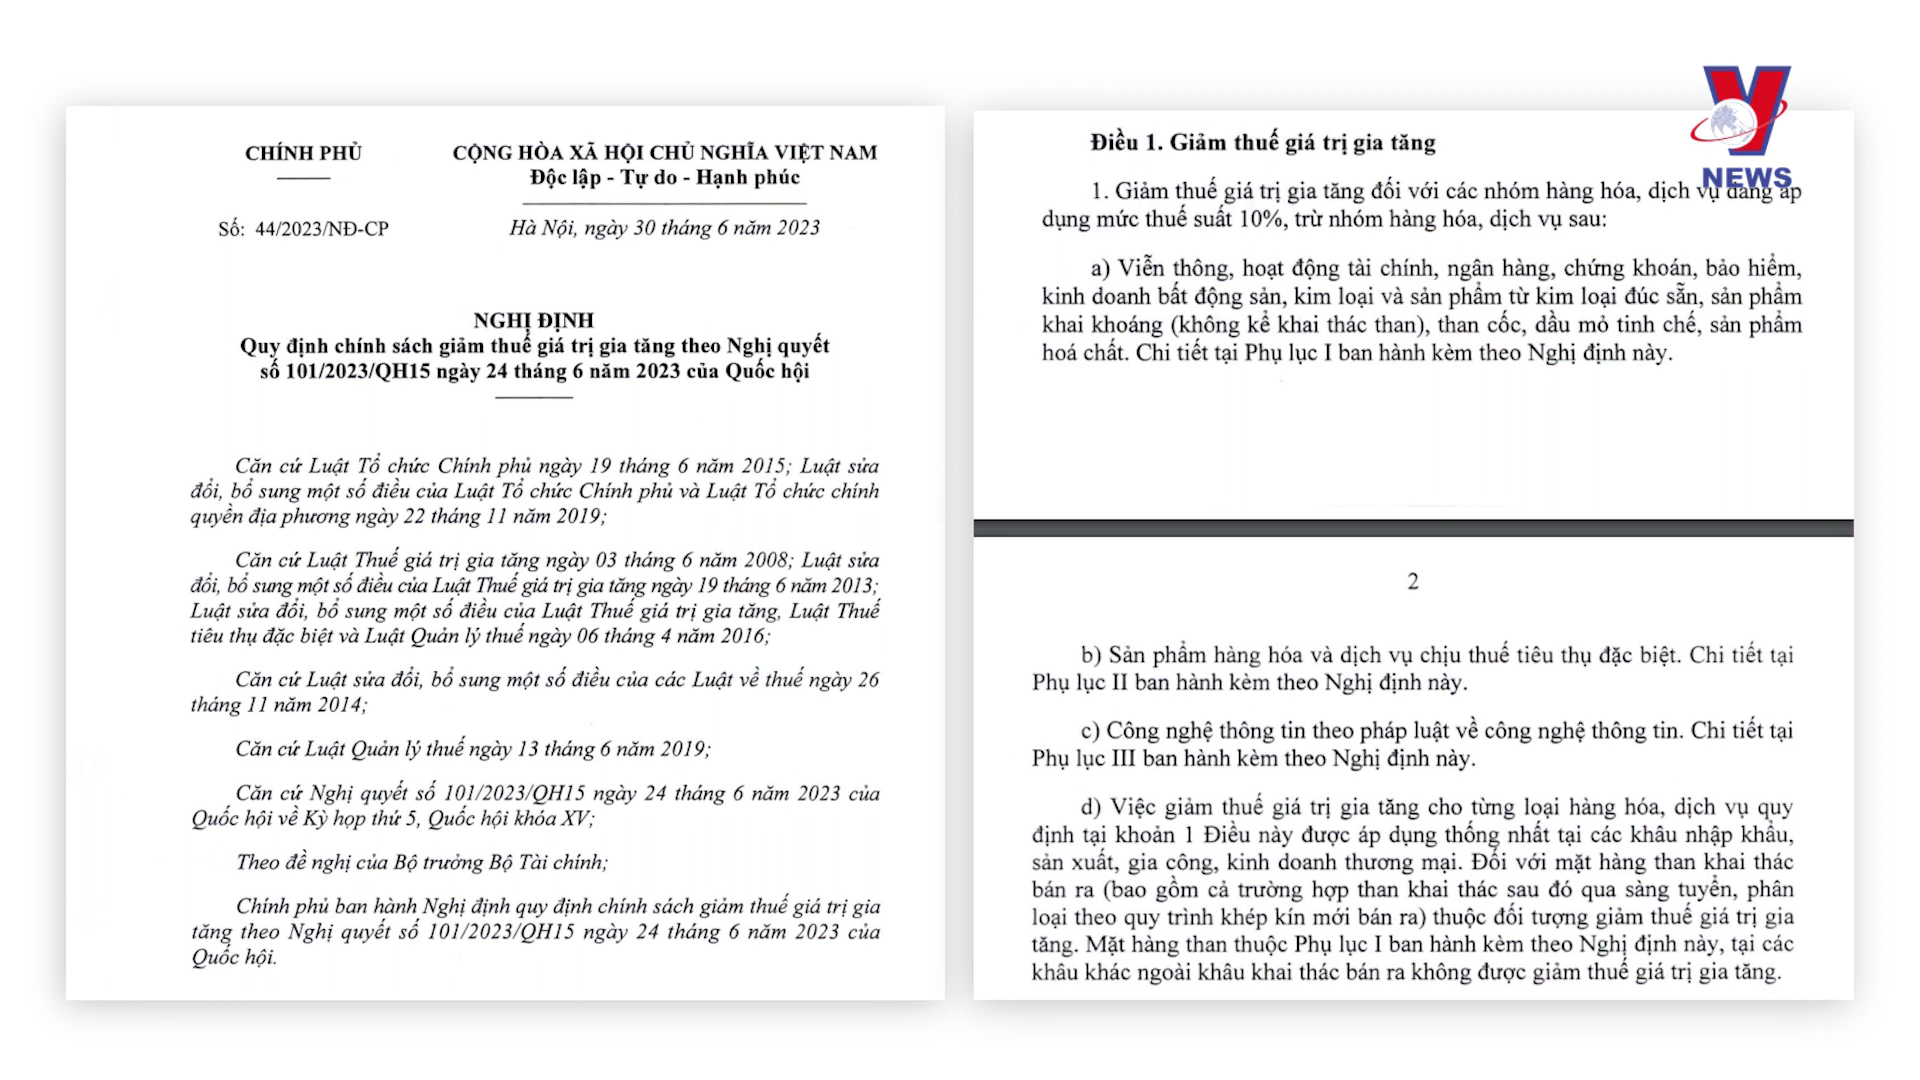 CHÍNH PHỦ
CỘNG HÒA XÃ HỘI CHỦ NGHĨA VIỆT NAM
Độc lập - Tự do - Hạnh phúc
Số: 44/2023/NĐ-CP
Hà Nội, ngày 30 tháng 6 năm 2023
NGHỊ ĐỊNH
Quy định chính sách giảm thuế giá trị gia tăng theo Nghị quyết
số 101/2023/QH15 ngày 24 tháng 6 năm 2023 của Quốc hội
Căn cứ Luật Tổ chức Chính phủ ngày 19 tháng 6 năm 2015; Luật sửa
đổi, bổ sung một số điều của Luật Tổ chức Chính phủ và Luật Tổ chức chính
quyền địa phương ngày 22 tháng 11 năm 2019;
Căn cứ Luật Thuế giá trị gia tăng ngày 03 tháng 6 năm 2008; Luật sửa
đổi, bổ sung một số điều của Luật Thuế giá trị gia tăng ngày 19 tháng 6 năm 2013;
Luật sửa đổi, bổ sung một số điều của Luật Thuế giá trị gia tăng, Luật Thuế
tiêu thụ đặc biệt và Luật Quản lý thuế ngày 06 tháng 4 năm 2016;
Căn cứ Luật sửa đổi, bổ sung một số điều của các Luật về thuế ngày 26
tháng 11 năm 2014;
Căn cứ Luật Quản lý thuế ngày 13 tháng 6 năm 2019;
Căn cứ Nghị quyết số 101/2023/QH15 ngày 24 tháng 6 năm 2023 của
Quốc hội về Kỳ họp thứ 5, Quốc hội khóa XV;
Theo đề nghị của Bộ trưởng Bộ Tài chính;
Chính phủ ban hành Nghị định quy định chính sách giảm thuế giá trị gia
tăng theo Nghị quyết số 101/2023/QH15 ngày 24 tháng 6 năm 2023 của
Quốc hội.
V
NEWS
Điều 1. Giảm thuế giá trị gia tăng
1. Giảm thuế giá trị gia tăng đối với các nhóm hàng hóa, dịch vụ đang áp
dụng mức thuế suất 10%, trừ nhóm hàng hóa, dịch vụ sau:
a) Viễn thông, hoạt động tài chính, ngân hàng, chứng khoán, bảo hiểm,
kinh doanh bất động sản, kim loại và sản phẩm từ kim loại đúc sẵn, sản phẩm
khai khoáng (không kể khai thác than), than cốc, dầu mỏ tinh chế, sản phẩm
hoá chất. Chi tiết tại Phụ lục I ban hành kèm theo Nghị định này.
2
b) Sản phẩm hàng hóa và dịch vụ chịu thuế tiêu thụ đặc biệt. Chi tiết tại
Phụ lục II ban hành kèm theo Nghị định này.
c) Công nghệ thông tin theo pháp luật về công nghệ thông tin. Chi tiết tại
Phụ lục III ban hành kèm theo Nghị định này.
d) Việc giảm thuế giá trị gia tăng cho từng loại hàng hóa, dịch vụ quy
định tại khoản 1 Điều này được áp dụng thống nhất tại các khâu nhập khẩu,
sản xuất, gia công, kinh doanh thương mại. Đối với mặt hàng than khai thác
bán ra (bao gồm cả trường hợp than khai thác sau đó qua sàng tuyển, phân
loại theo quy trình khép kín mới bán ra) thuộc đối tượng giảm thuế giá trị gia
tăng. Mặt hàng than thuộc Phụ lục I ban hành kèm theo Nghị định này, tại các
khâu khác ngoài khâu khai thác bán ra không được giảm thuế giá trị gia tăng.